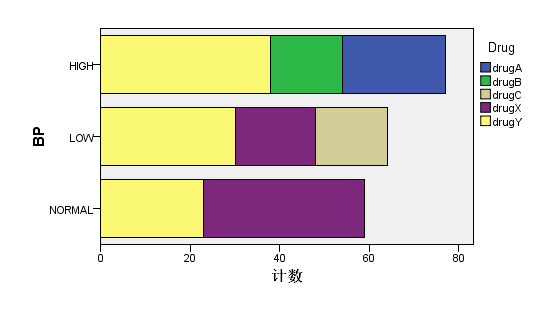 Drug
drugA
drugB
drugC
drugX
drugY
BP
HIGH
LOW
NORMAL
0 20 40 60 80
计数